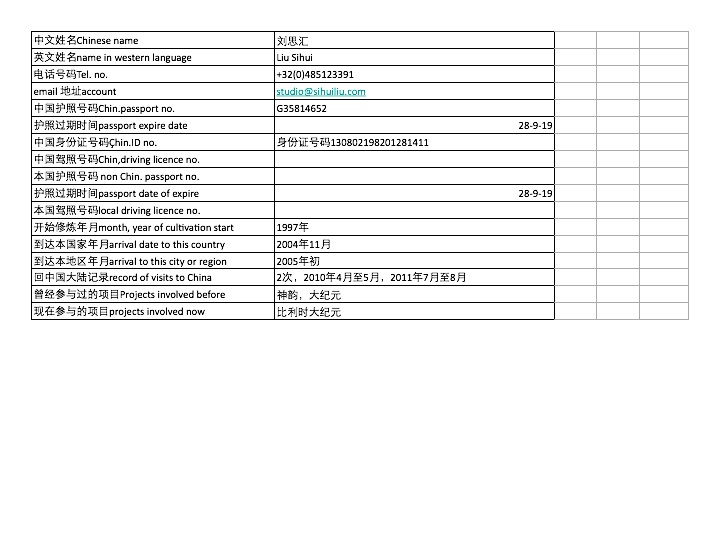 中文姓名Chinese name 刘思汇
英文姓名name in western language Liu Sihui
电话号码Tel. no. +32(0)485123391
email 地址account studio@sihuiliu.com
中国护照号码Chin.passport no. G35814652
护照过期时间passport expire date 28-9-19
中国身份证号码Chin.ID no. 身份证号码130802198201281411
中国驾照号码Chin,driving licence no.
本国护照号码 non Chin. passport no.
护照过期时间passport date of expire 28-9-19
本国驾照号码local driving licence no.
开始修炼年月month, year of cultivation start 1997年
到达本国家年月arrival date to this country 2004年11月
到达本地区年月arrival to this city or region 2005年初
回中国大陆记录record of visits to China 2次，2010年4月至5月，2011年7月至8月
曾经参与过的项目Projects involved before 神韵，大纪元
现在参与的项目projects involved now 比利时大纪元